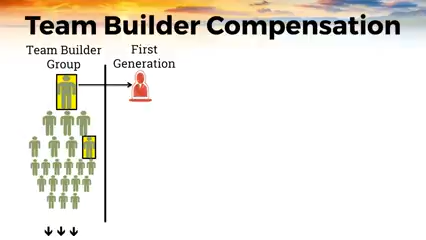 Team Builder Compensation
Team Builder
Group
First
Generation